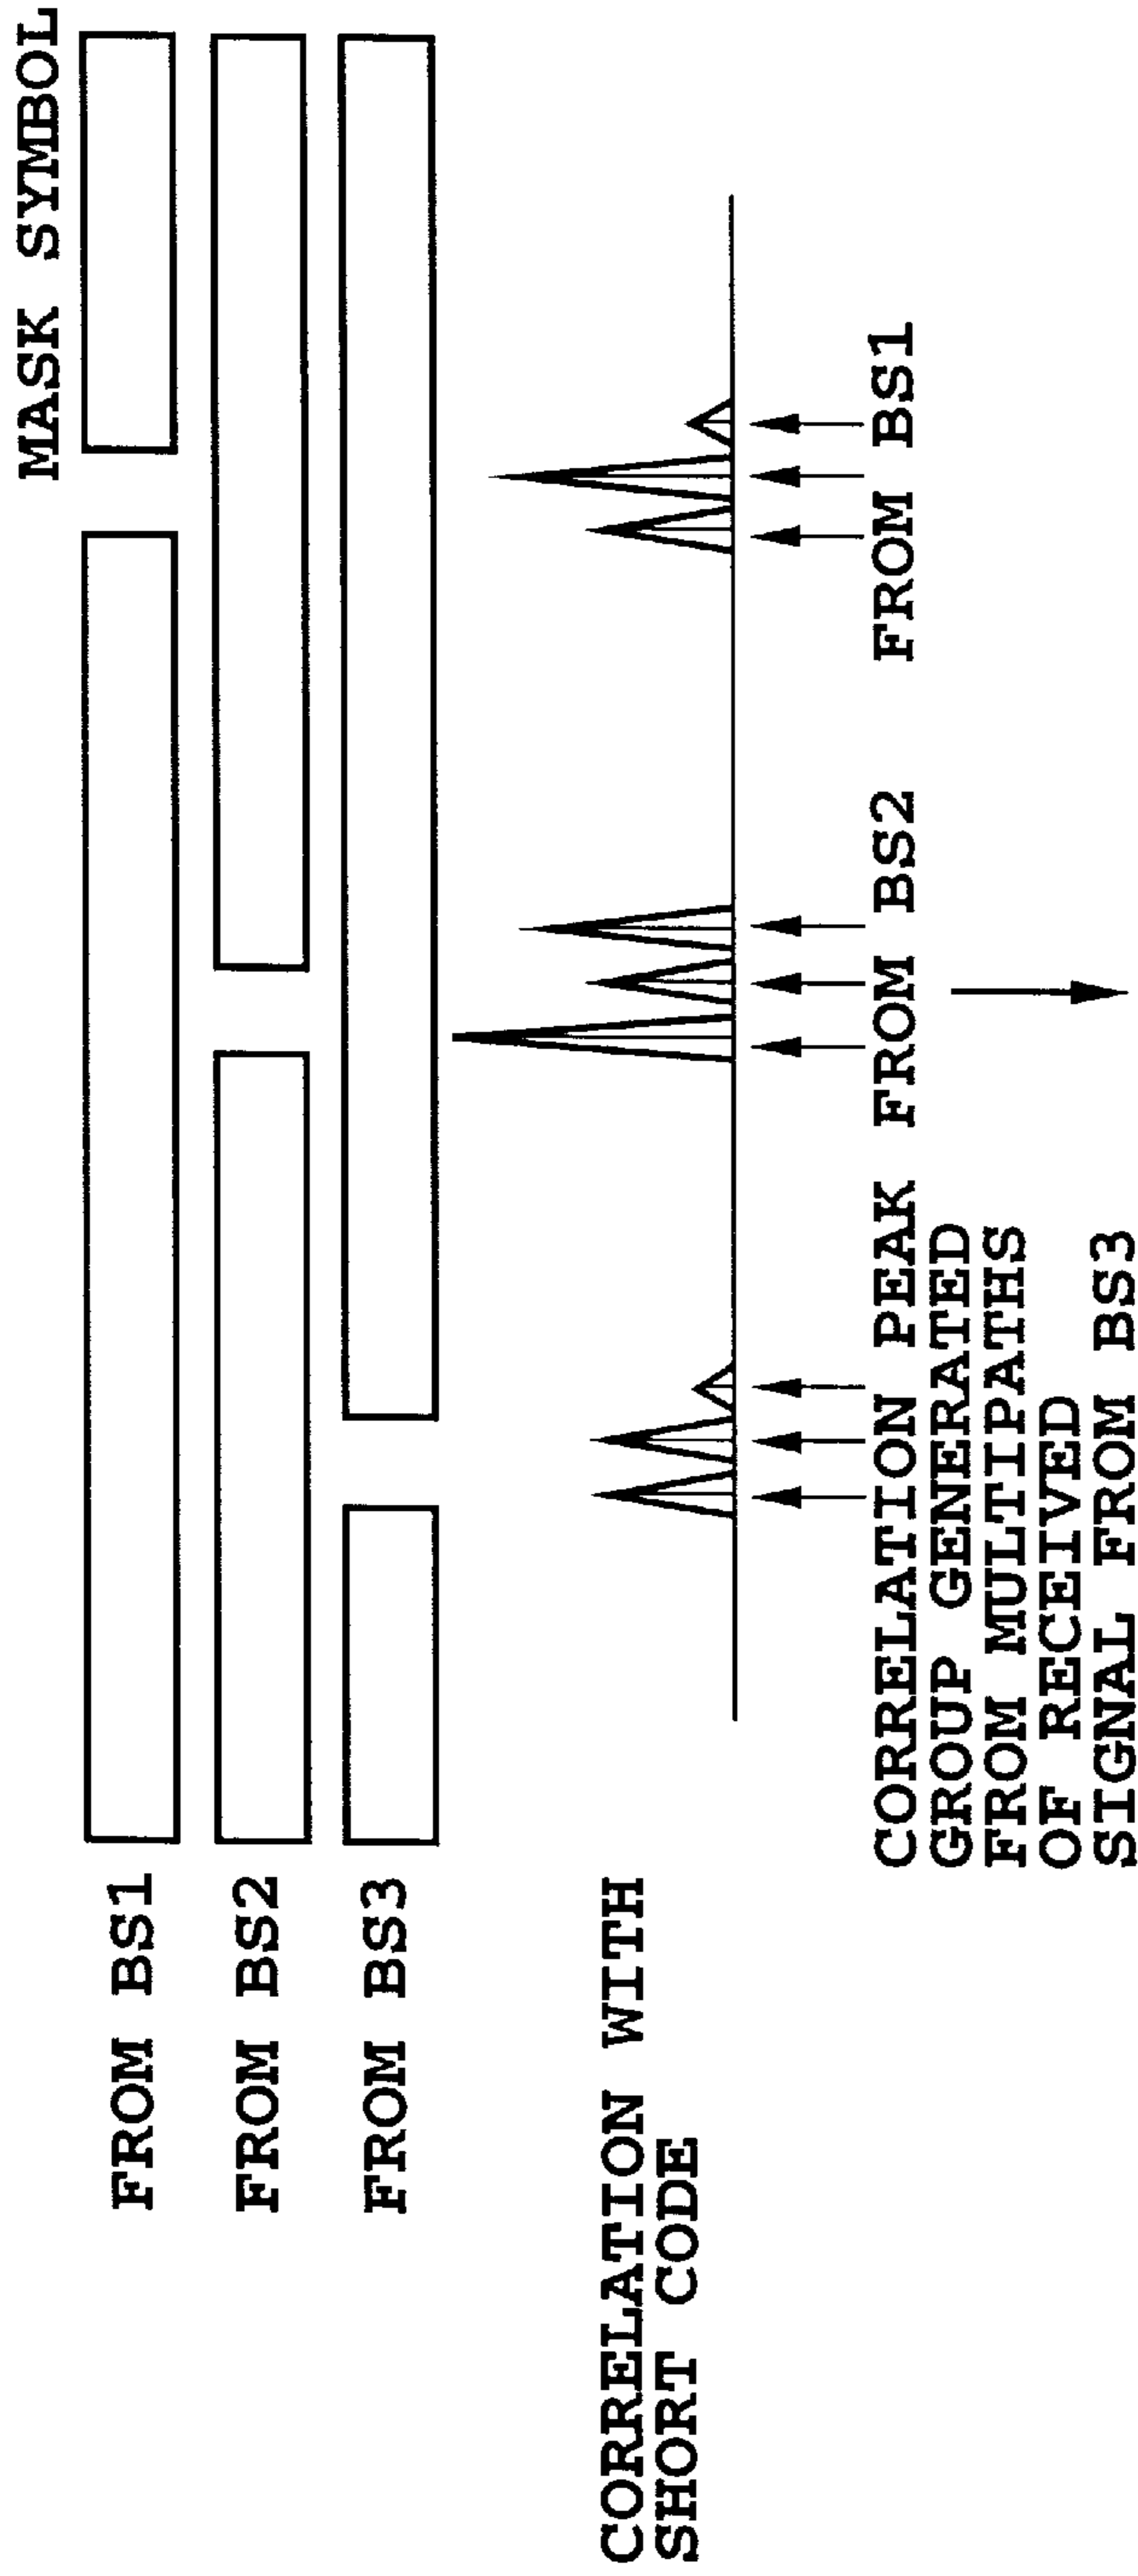 MASK SYMBOL
FROM BS1
FROM BS2
FROM BS3
CORRELATION WITH
SHORT CODE
CORRELATION PEAK
GROUP GENERATED
FROM MULTIPATHS
OF RECEIVED
SIGNAL FROM BS3
FROM BS2
FROM BS1